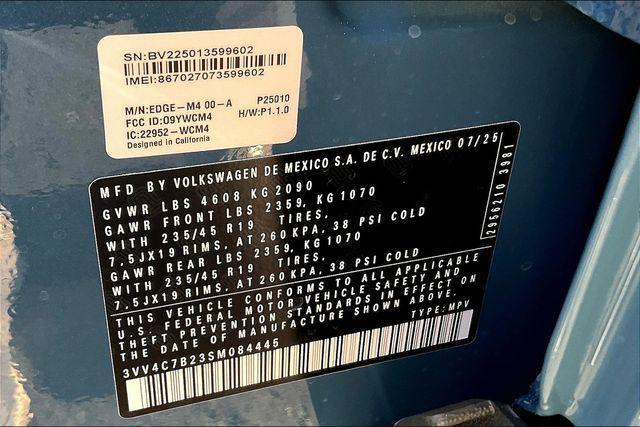 SN:BV225013599602
IMEI:867027073599602
M/N:EDGE-M4 00-A P25010
FCC ID:O9YWCM4 H/W:P1.1.0
IC:22952-WCM4
Designed in California
MFD BY VOLKSWAGEN DE MEXICO S.A. DE C.V. MEXICO 07/25
GVWR LBS 4608 KG 2090
GAWR FRONT LBS 2359, KG 1070
WITH 235/45 R19 TIRES,
7.5JX19 RIMS, AT 260 KPA, 38 PSI COLD
GAWR REAR LBS 2359, KG 1070
WITH 235/45 R19 TIRES,
7.5JX19 RIMS, AT 260 KPA, 38 PSI COLD
THIS VEHICLE CONFORMS TO ALL APPLICABLE
U.S. FEDERAL MOTOR VEHICLE SAFETY AND
THEFT PREVENTION STANDARDS IN EFFECT ON
THE DATE OF MANUFACTURE SHOWN ABOVE.
3VV4C7B23SM084445 TYPE: MPV
12956210 3981